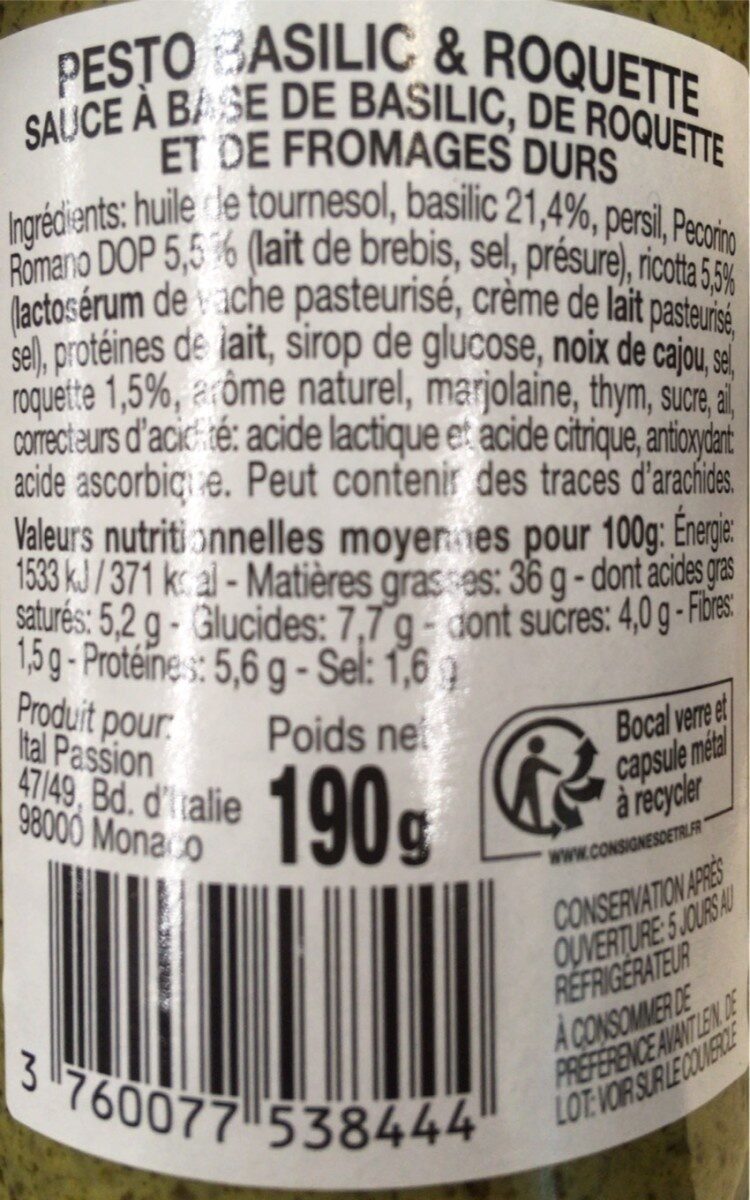 PESTO BASILIC & ROQUETTE
SAUCE À BASE DE BASILIC, DE ROQUETTE
ET DE FROMAGES DURS
Ingrédients: huile de tournesol, basilic 21,4%, persil, Pecorino
Romano DOP 5,5% (lait de brebis, sel, présure), ricotta 5,5%
(lactosérum de vache pasteurisé, crème de lait pasteurisé,
sel), protéines de lait, sirop de glucose, noix de cajou, sel,
roquette 1,5%, arôme naturel, marjolaine, thym, sucre, ail,
correcteurs d'acidité: acide lactique et acide citrique, antioxydant:
acide ascorbique. Peut contenir des traces d'arachides.
Valeurs nutritionnelles moyennes pour 100g: Énergie:
1533 kJ / 371 kcal - Matières grasses: 36 g - dont acides gras
saturés: 5,2 g - Glucides: 7,7 g - dont sucres: 4,0 g - Fibres:
1,5 g - Protéines: 5,6 g - Sel: 1,6 g
Produit pour:
Ital Passion
47/49, Bd. d'Italie
98000 Monaco
Poids net
190 g
Bocal verre et
capsule métal
à recycler
WWW.CONSIGNESDETRI.FR
CONSERVATION APRÈS
OUVERTURE: 5 JOURS AU
RÉFRIGÉRATEUR
À CONSOMMER DE
PRÉFÉRENCE AVANT LE/N. DE
LOT: VOIR SUR LE COUVERCLE
3 760077 538444